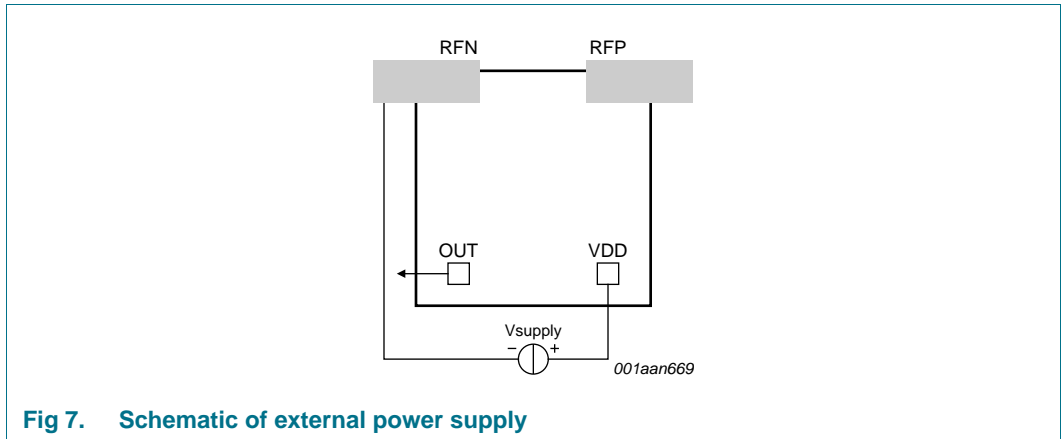 RFN RFP
OUT VDD
Vsupply
− +
001aan669
Fig 7. Schematic of external power supply